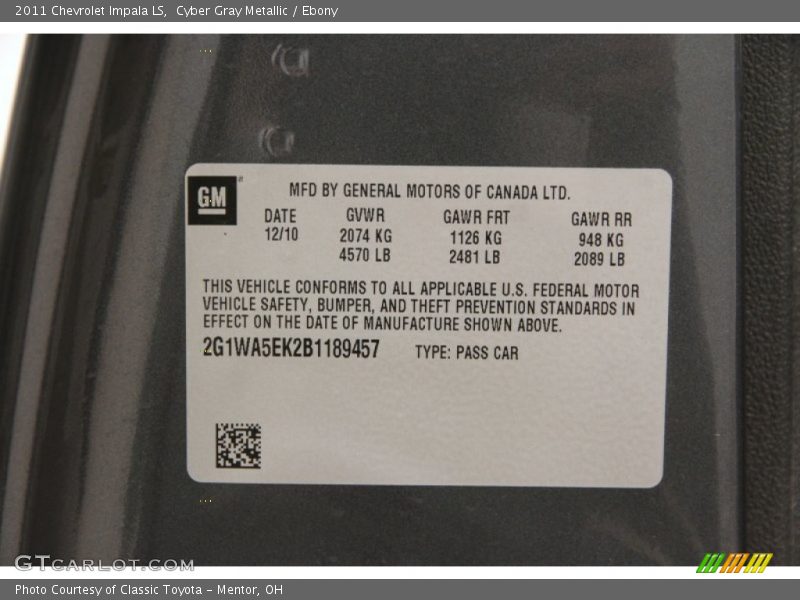 2011 Chevrolet Impala LS, Cyber Gray Metallic / Ebony
GM
MFD BY GENERAL MOTORS OF CANADA LTD.
DATE GVWR GAWR FRT GAWR RR
12/10 2074 KG 1126 KG 948 KG
4570 LB 2481 LB 2089 LB
THIS VEHICLE CONFORMS TO ALL APPLICABLE U.S. FEDERAL MOTOR
VEHICLE SAFETY, BUMPER, AND THEFT PREVENTION STANDARDS IN
EFFECT ON THE DATE OF MANUFACTURE SHOWN ABOVE.
2G1WA5EK2B1189457 TYPE: PASS CAR
GTCARLOT.COM
Photo Courtesy of Classic Toyota - Mentor, OH